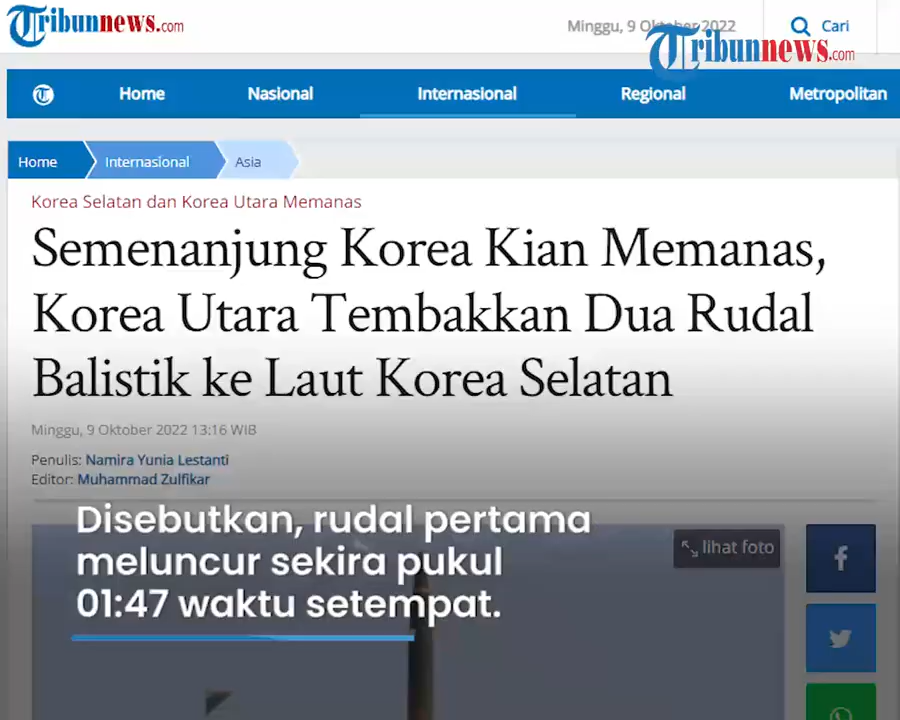 Tribunnews.com
Minggu, 9 Oktober 2022
Cari
Tribunnews.com
Home
Nasional
Internasional
Regional
Metropolitan
Home
Internasional
Asia
Korea Selatan dan Korea Utara Memanas
Semenanjung Korea Kian Memanas,
Korea Utara Tembakkan Dua Rudal
Balistik ke Laut Korea Selatan
Minggu, 9 Oktober 2022 13:16 WIB
Penulis: Namira Yunia Lestanti
Editor: Muhammad Zulfikar
lihat foto
Disebutkan, rudal pertama
meluncur sekira pukul
01:47 waktu setempat.